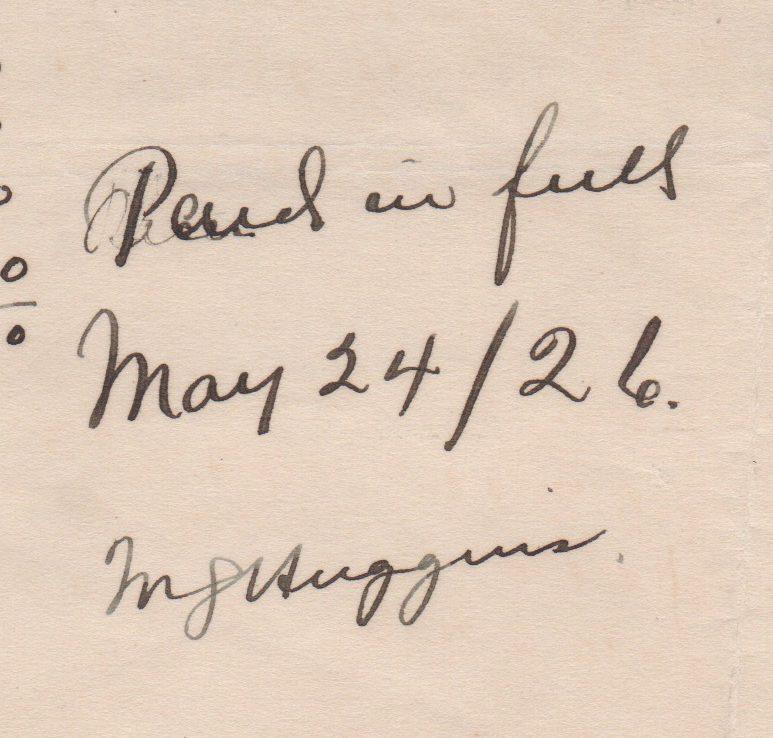 Paid in full
May 24/26.
M J Huggins.